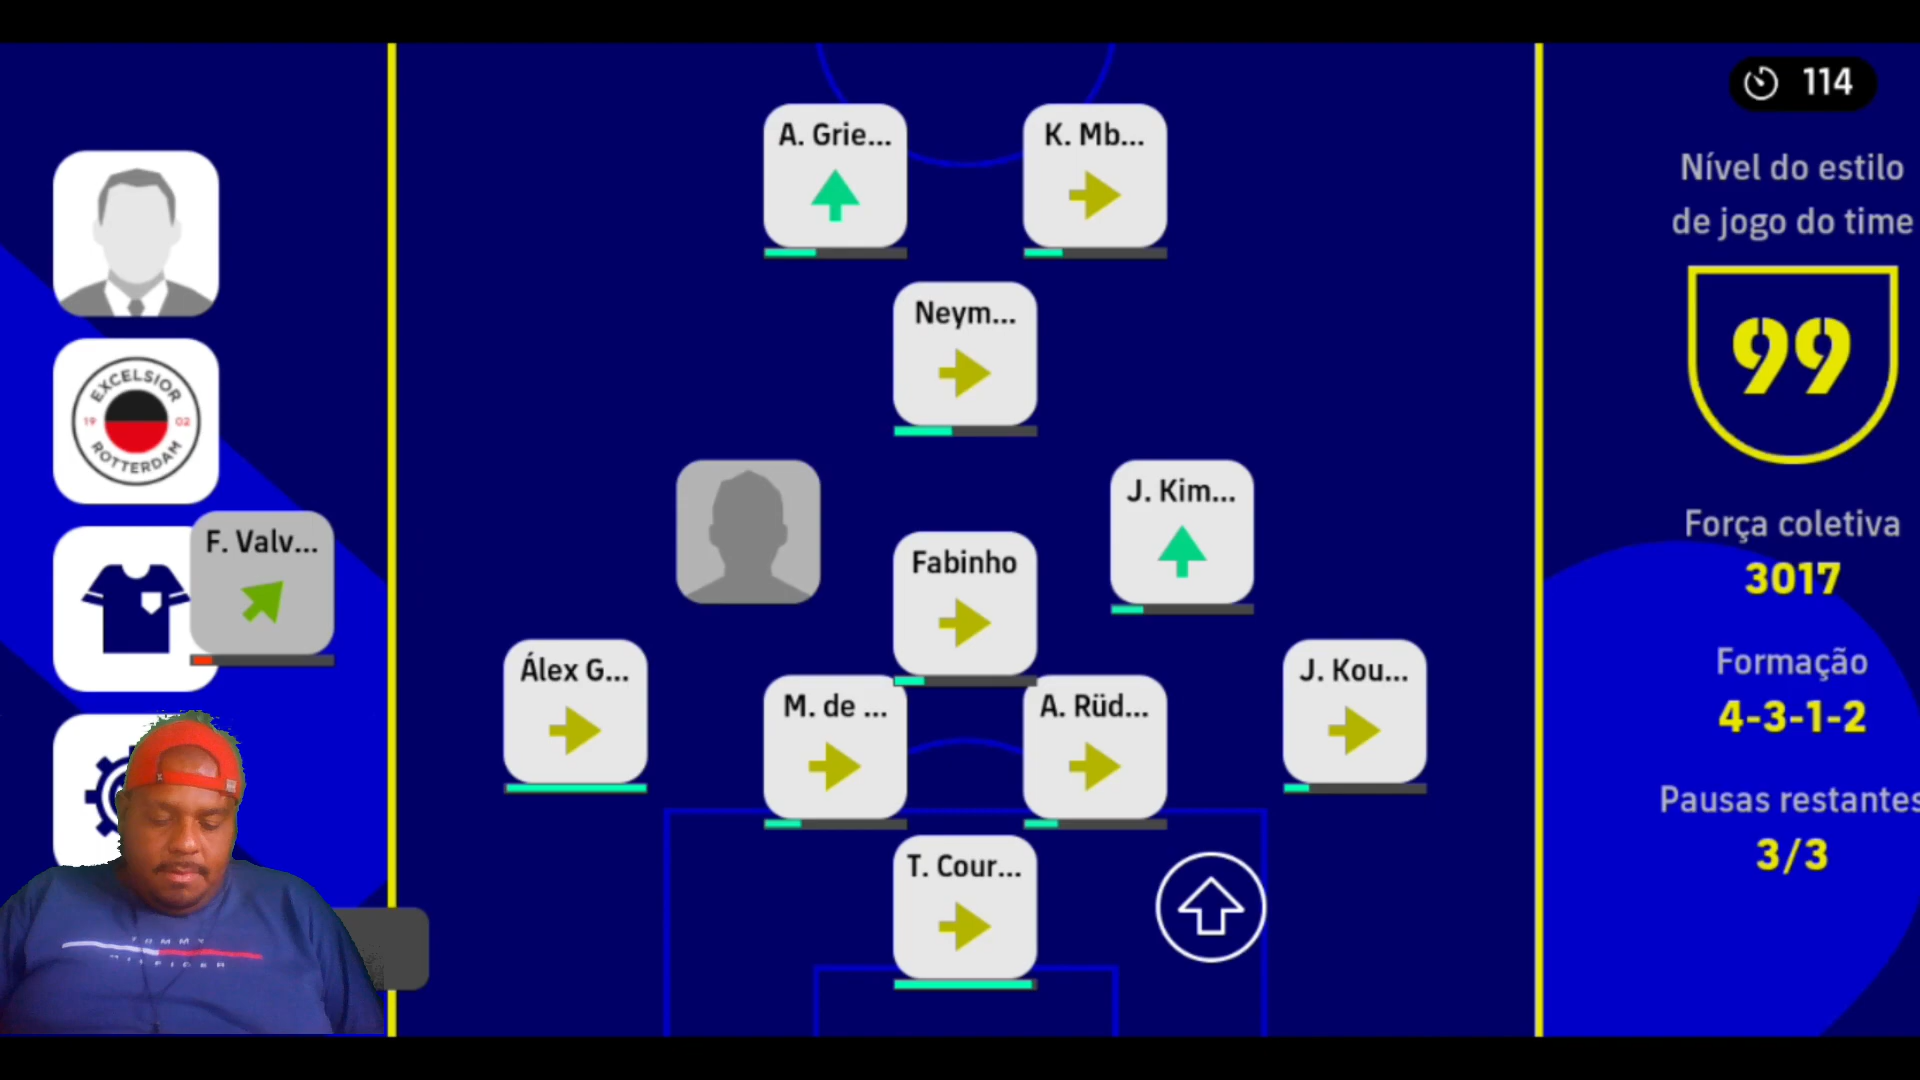 114
A. Grie...
K. Mb...
Nível do estilo
de jogo do time
99
Neym...
EXCELSIOR
19 02
ROTTERDAM
J. Kim...
Força coletiva
3017
F. Valv...
Fabinho
Formação
4-3-1-2
Álex G...
J. Kou...
M. de ...
A. Rüd...
Pausas restantes
3/3
T. Cour...